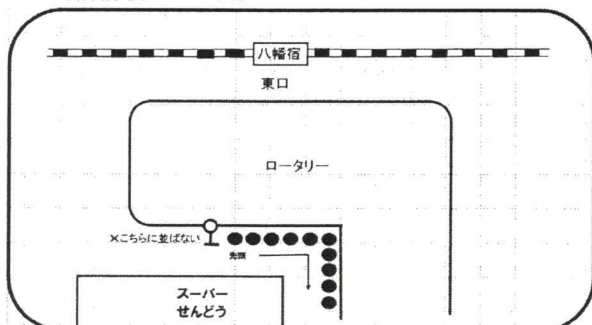 八幡宿
東口
ロータリー
×こちらに並ばない
先頭
スーパー
せんどう